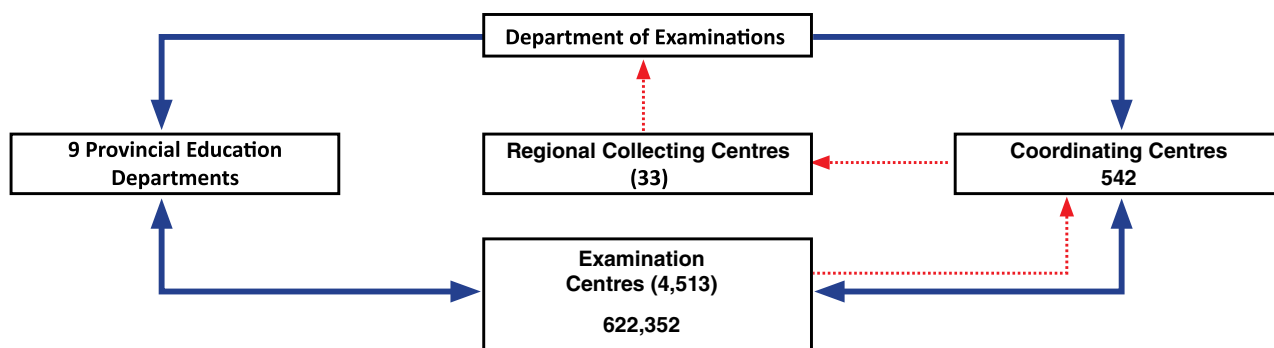 Department of Examinations
9 Provincial Education
Departments
Regional Collecting Centres
(33)
Coordinating Centres
542
Examination
Centres (4,513)
622,352